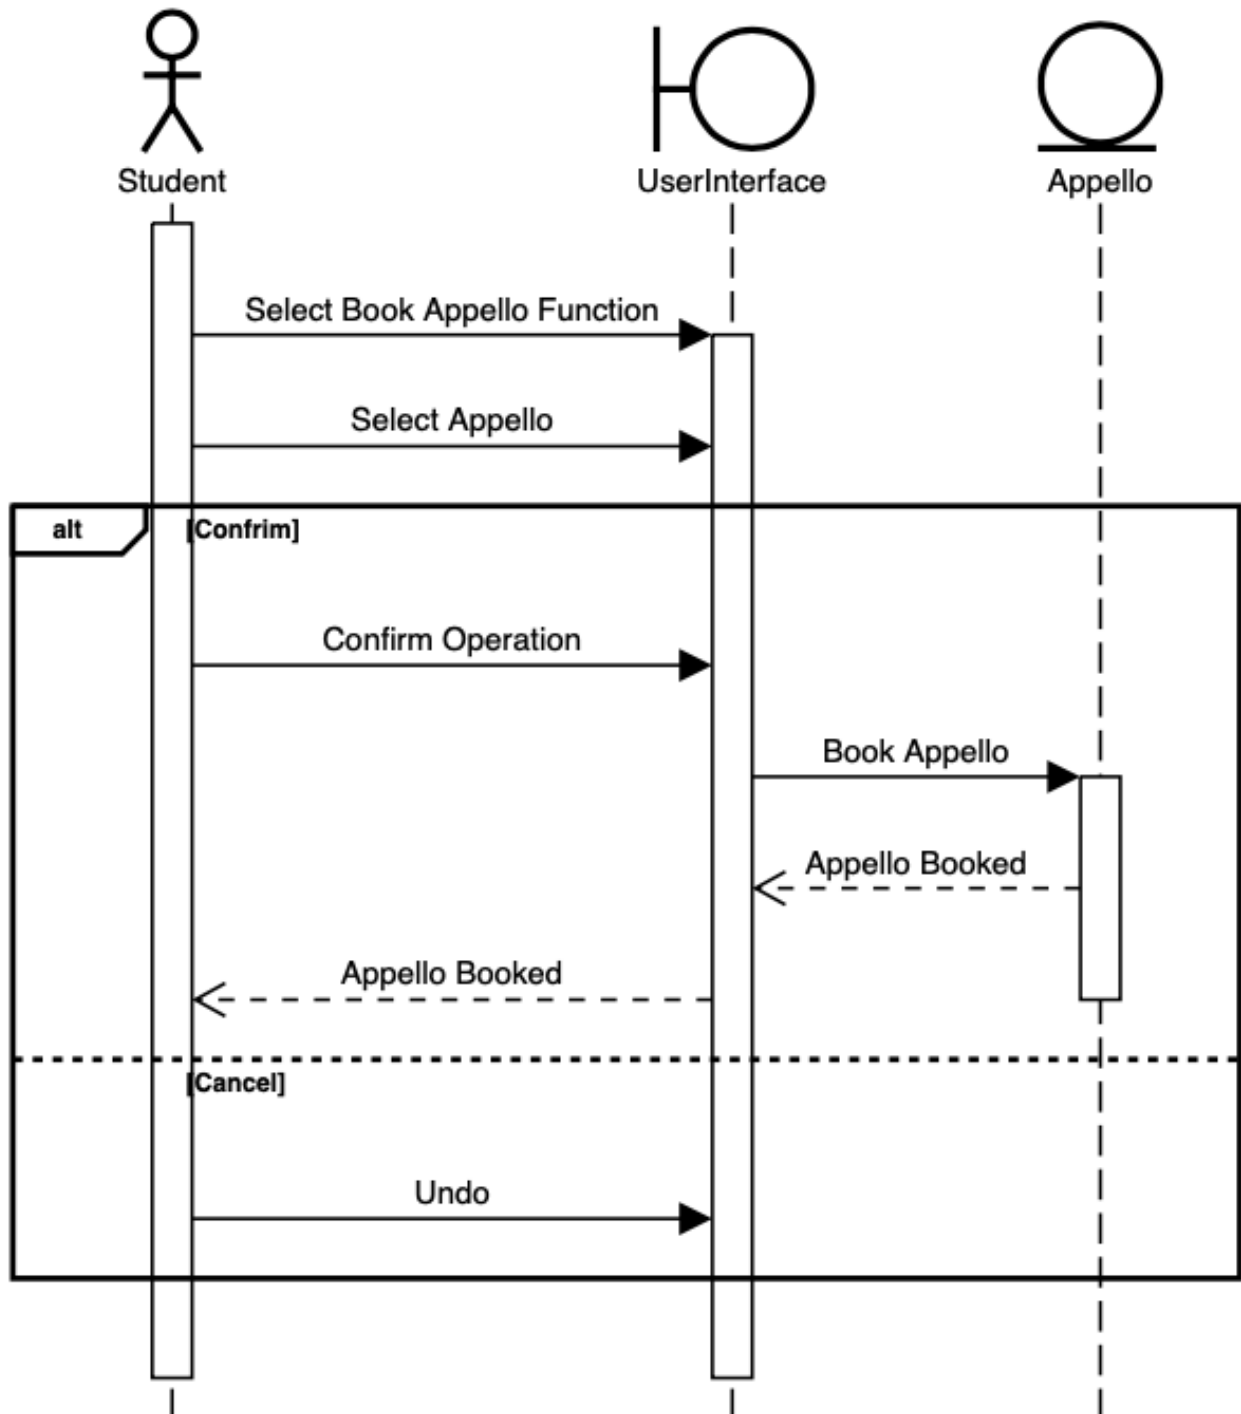 Student
UserInterface
Appello
Select Book Appello Function
Select Appello
alt
[Confrim]
Confirm Operation
Book Appello
Appello Booked
Appello Booked
[Cancel]
Undo